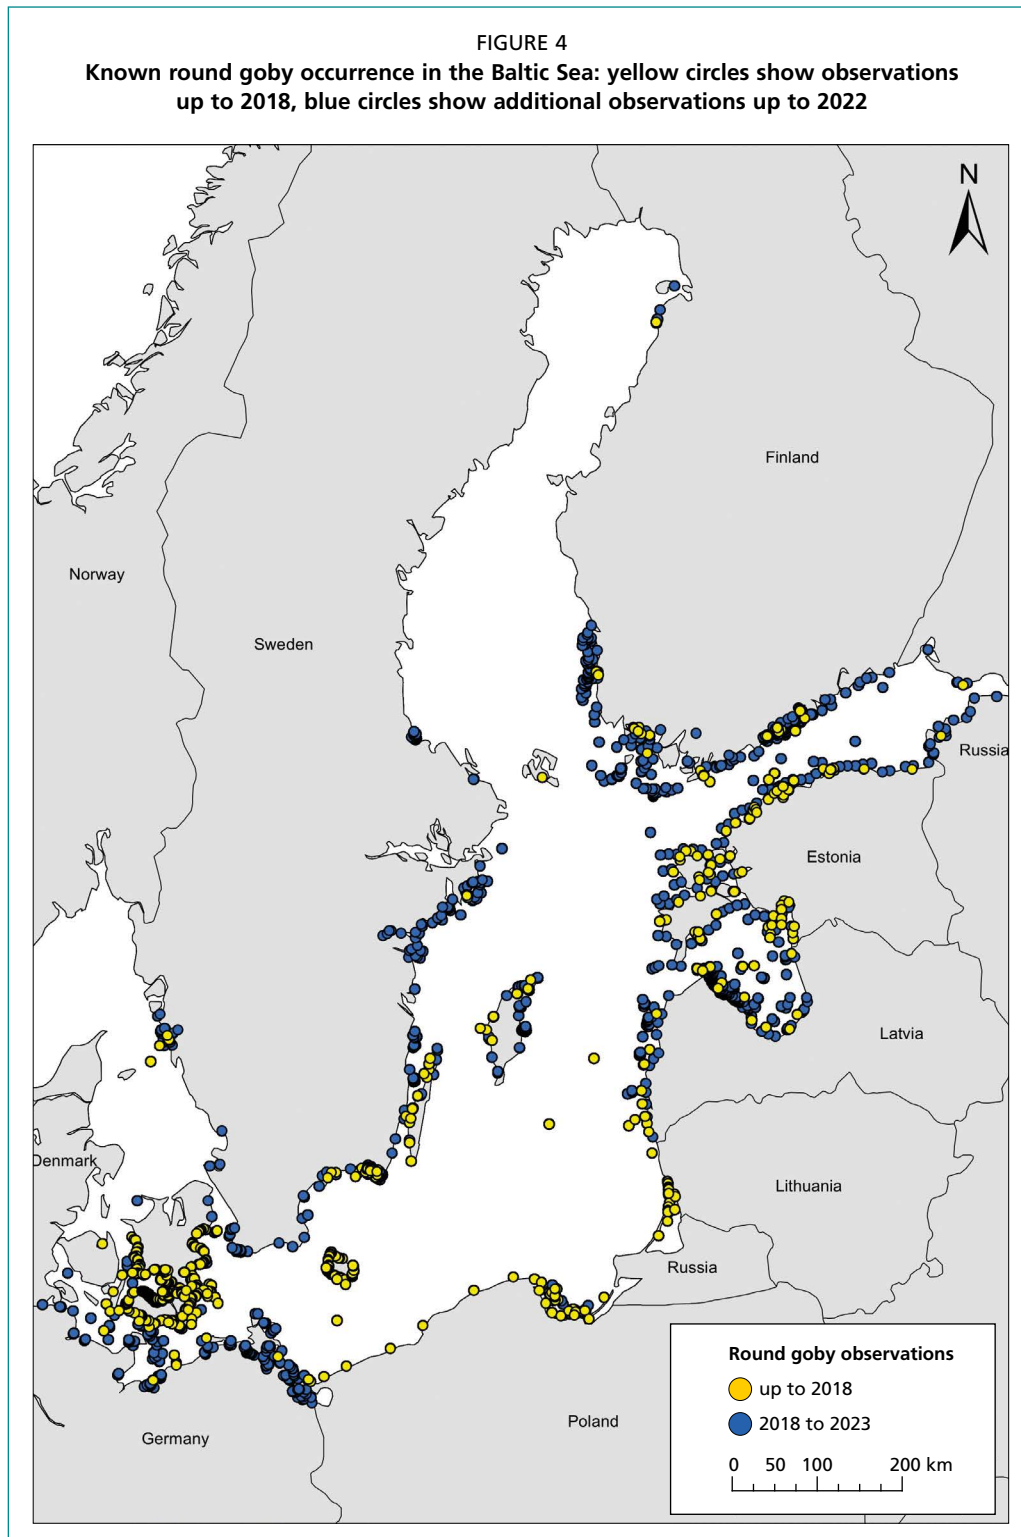 FIGURE 4
Known round goby occurrence in the Baltic Sea: yellow circles show observations
up to 2018, blue circles show additional observations up to 2022
N
Finland
Norway
Sweden
Russia
Estonia
Latvia
Denmark
Lithuania
Russia
Round goby observations
up to 2018
2018 to 2023
0 50 100 200 km
Poland
Germany